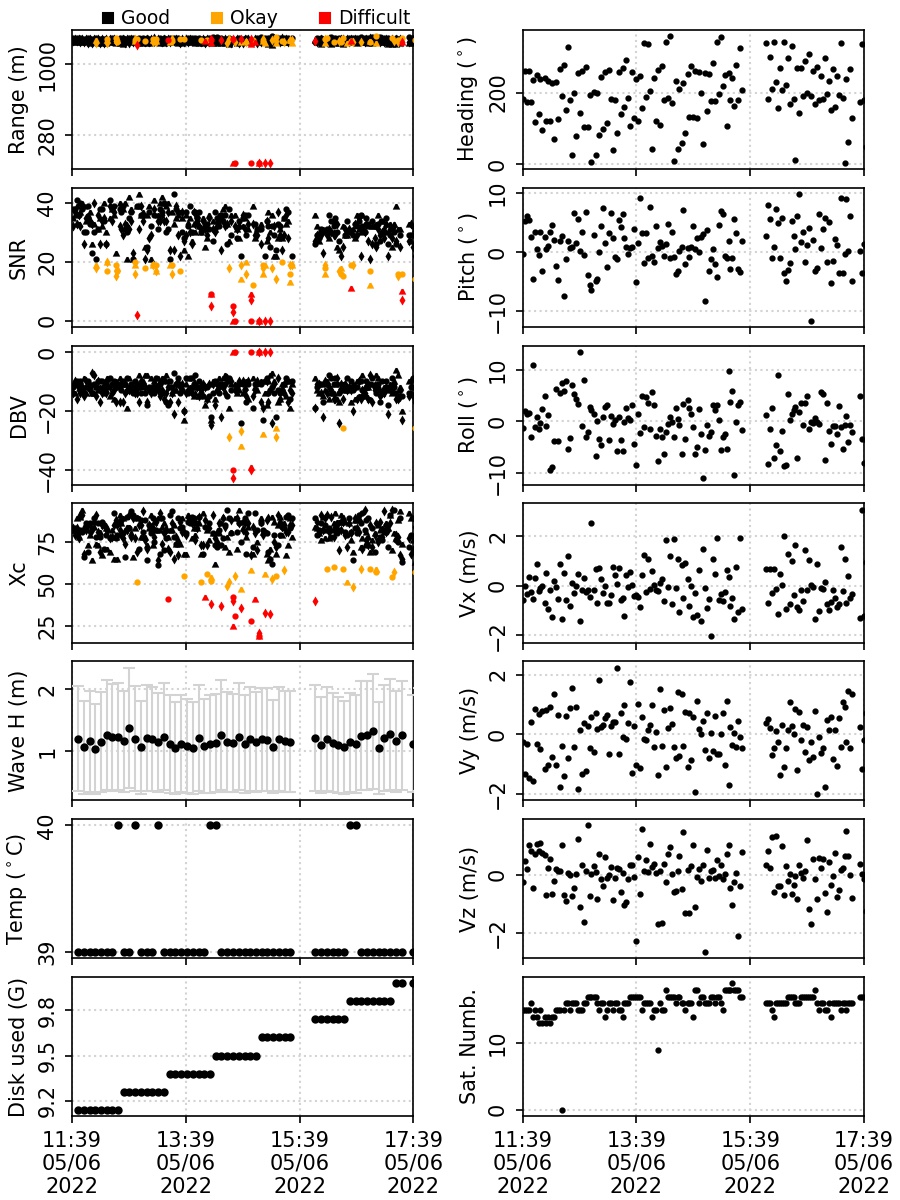 Good Okay Difficult
Range (m)
1000
280
Heading (°)
200
0
SNR
40
20
0
Pitch (°)
10
0
−10
DBV
0
−20
−40
Roll (°)
10
0
−10
Xc
75
50
25
Vx (m/s)
2
0
−2
Wave H (m)
2
1
Vy (m/s)
2
0
−2
Temp (°C)
40
39
Vz (m/s)
0
−2
Disk used (G)
9.8
9.5
9.2
Sat. Numb.
10
0
11:39 13:39 15:39 17:39
05/06 05/06 05/06 05/06
2022 2022 2022 2022
11:39 13:39 15:39 17:39
05/06 05/06 05/06 05/06
2022 2022 2022 2022